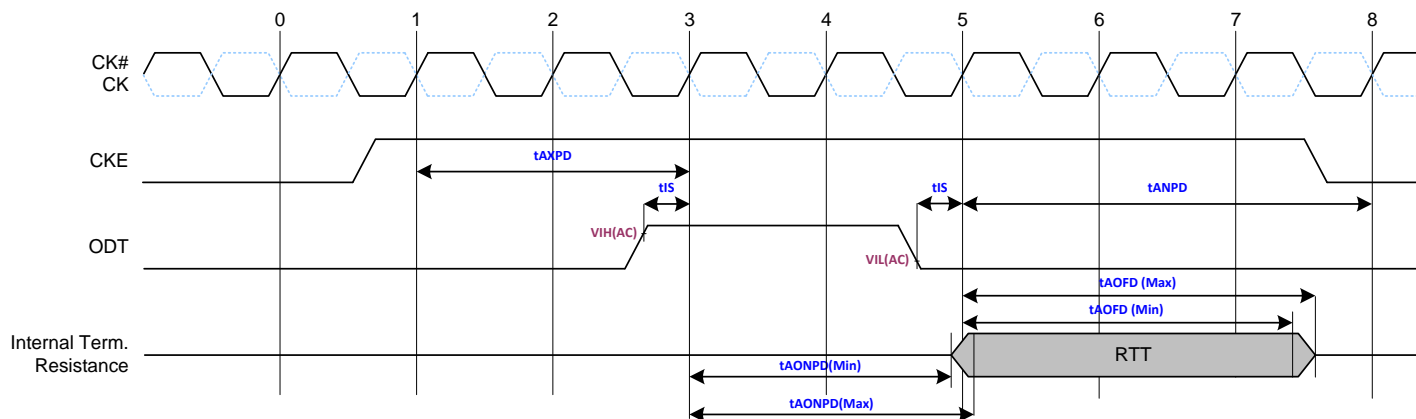 0 1 2 3 4 5 6 7 8
CK#
CK
CKE
tAXPD
tIS
tIS
tANPD
VIH(AC)
ODT
VIL(AC)
tAOFD (Max)
tAOFD (Min)
Internal Term.
Resistance
RTT
tAONPD(Min)
tAONPD(Max)